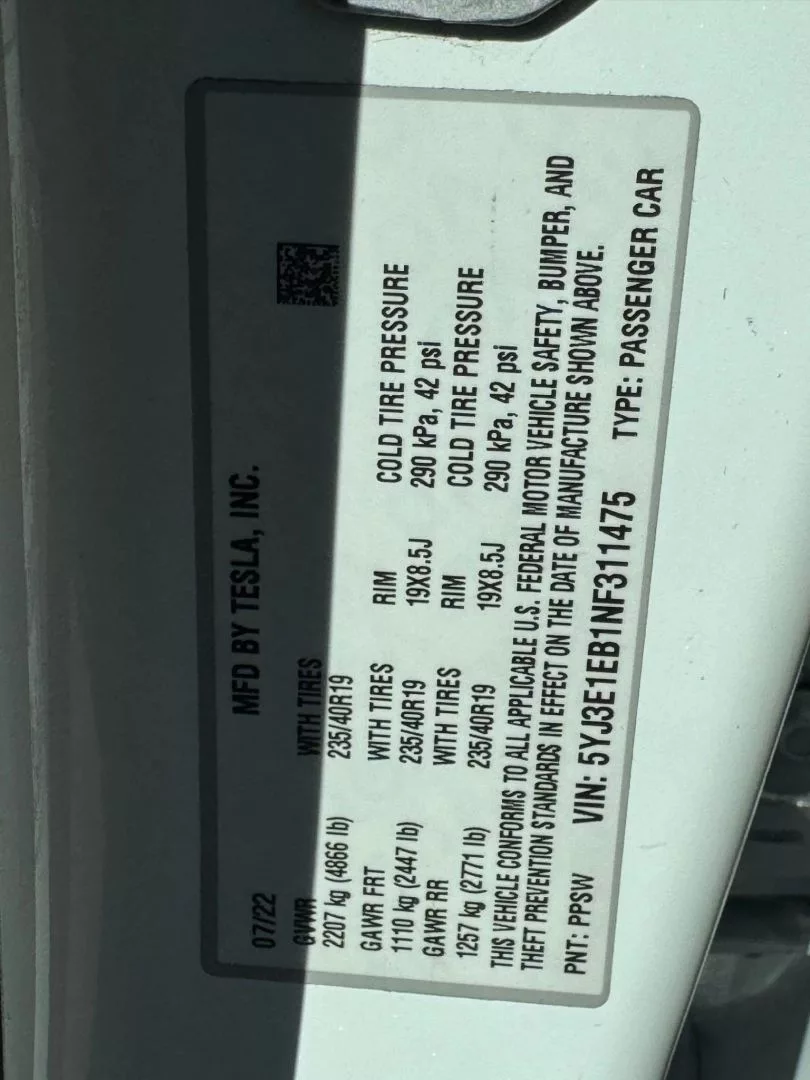 MFD BY TESLA, INC.
07/22
GVWR WITH TIRES
2207 kg (4866 lb) 235/40R19
GAWR FRT WITH TIRES RIM COLD TIRE PRESSURE
1110 kg (2447 lb) 235/40R19 19X8.5J 290 kPa, 42 psi
GAWR RR WITH TIRES RIM COLD TIRE PRESSURE
1257 kg (2771 lb) 235/40R19 19X8.5J 290 kPa, 42 psi
THIS VEHICLE CONFORMS TO ALL APPLICABLE U.S. FEDERAL MOTOR VEHICLE SAFETY, BUMPER, AND
THEFT PREVENTION STANDARDS IN EFFECT ON THE DATE OF MANUFACTURE SHOWN ABOVE.
PNT: PPSW VIN: 5YJ3E1EB1NF311475 TYPE: PASSENGER CAR